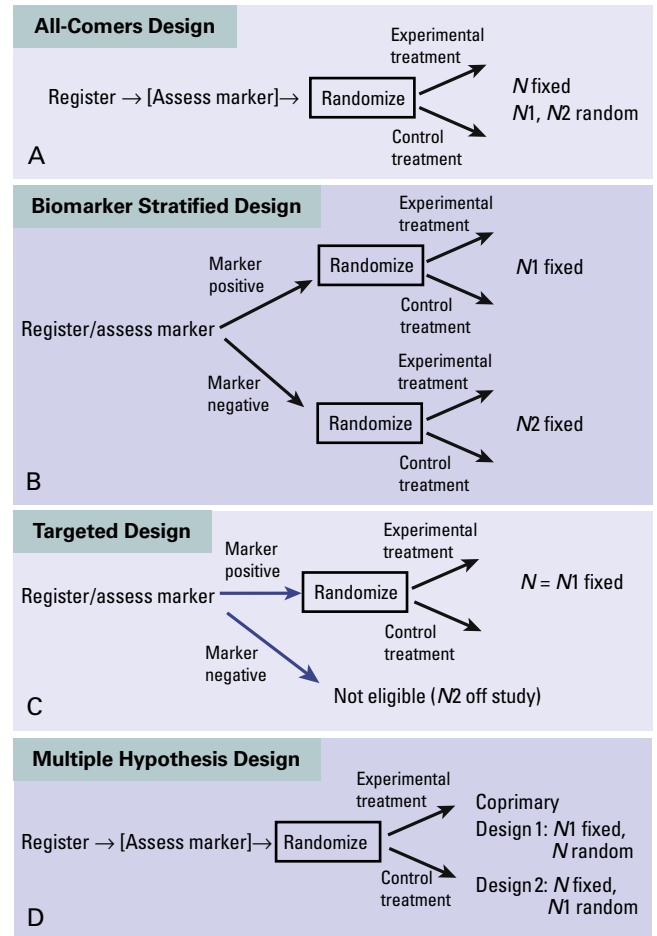 All-Comers Design
Experimental
treatment
Register → [Assess marker]→
Randomize
N fixed
N1, N2 random
Control
treatment
A
Biomarker Stratified Design
Experimental
treatment
Marker
positive
Randomize
N1 fixed
Control
treatment
Register/assess marker
Experimental
treatment
Marker
negative
Randomize
N2 fixed
Control
treatment
B
Targeted Design
Experimental
treatment
Marker
positive
Register/assess marker
Randomize
N = N1 fixed
Control
treatment
Marker
negative
Not eligible (N2 off study)
C
Multiple Hypothesis Design
Experimental
treatment
Register → [Assess marker]→
Randomize
Coprimary
Design 1: N1 fixed,
N random
Control
treatment
Design 2: N fixed,
N1 random
D